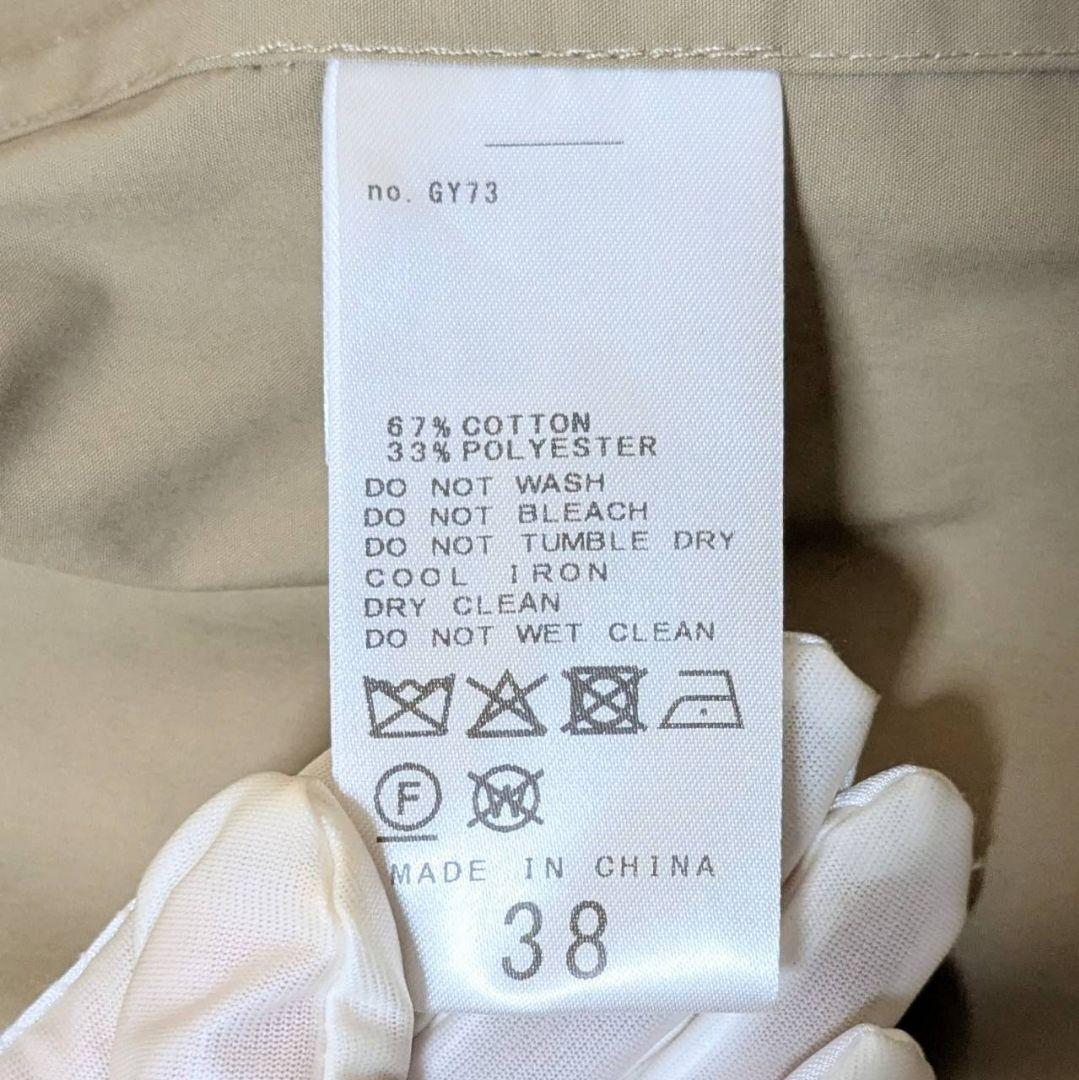 no. GY73
67% COTTON
33% POLYESTER
DO NOT WASH
DO NOT BLEACH
DO NOT TUMBLE DRY
COOL IRON
DRY CLEAN
DO NOT WET CLEAN
F W
MADE IN CHINA
38